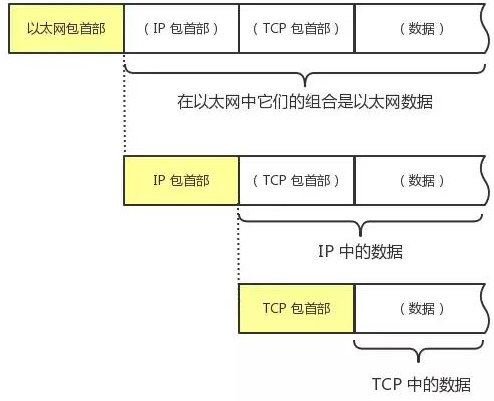 以太网包首部 （IP 包首部） （TCP 包首部） （数据）
在以太网中它们的组合是以太网数据
IP 包首部 （TCP 包首部） （数据）
IP 中的数据
TCP 包首部 （数据）
TCP 中的数据